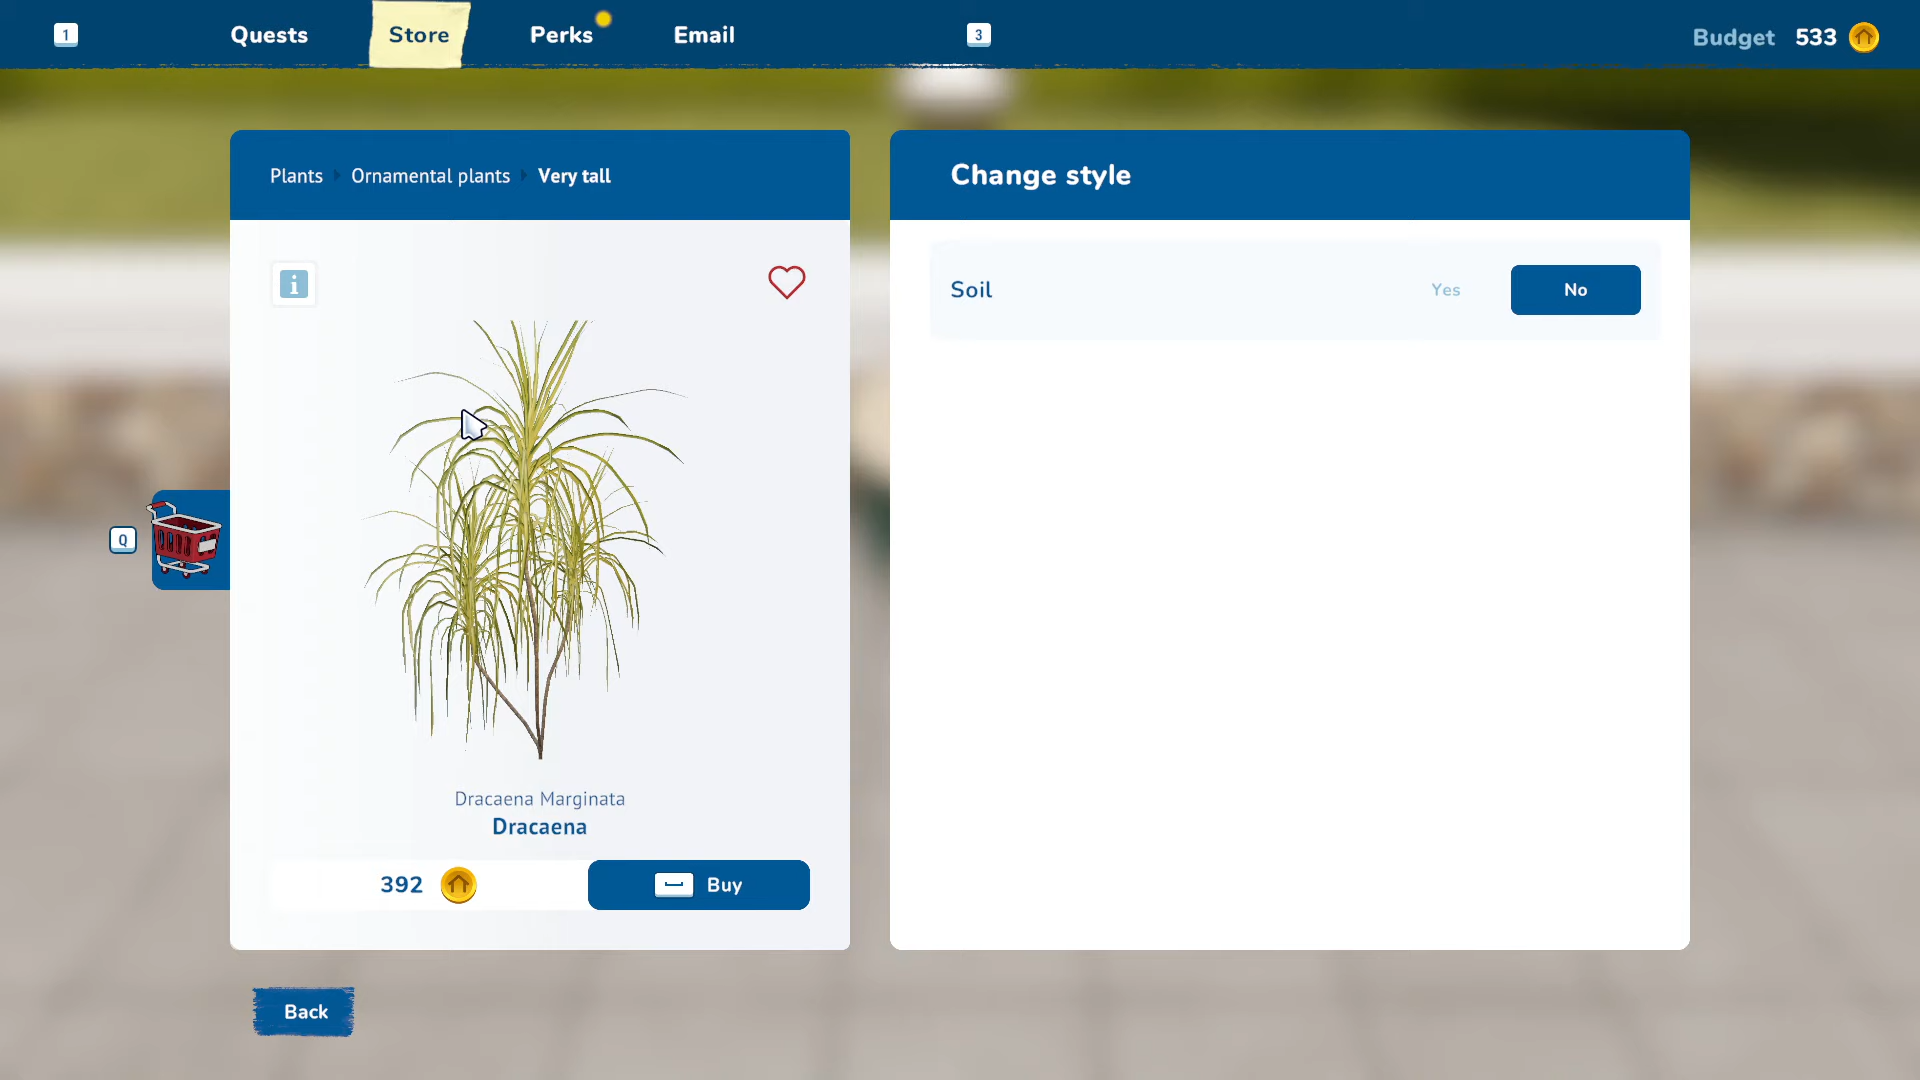 1
Quests
Store
Perks
Email
3
Budget 533
Plants
Ornamental plants
Very tall
Change style
i
Soil
Yes
No
Q
Dracaena Marginata
Dracaena
392
Buy
Back